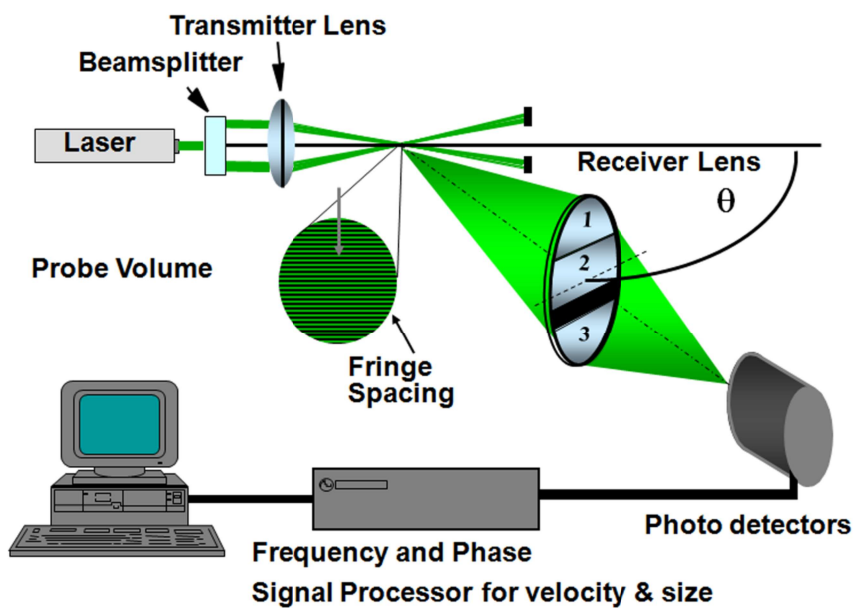 Transmitter Lens
Beamsplitter
Laser
Receiver Lens
θ
1
2
3
Probe Volume
Fringe
Spacing
Photo detectors
Frequency and Phase
Signal Processor for velocity & size